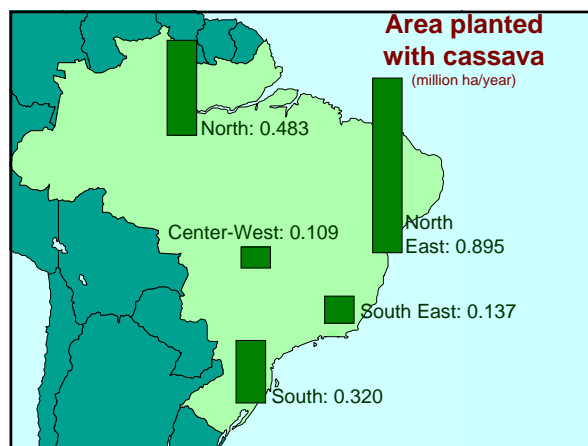 Area planted
with cassava
(million ha/year)
North: 0.483
North
East: 0.895
Center-West: 0.109
South East: 0.137
South: 0.320